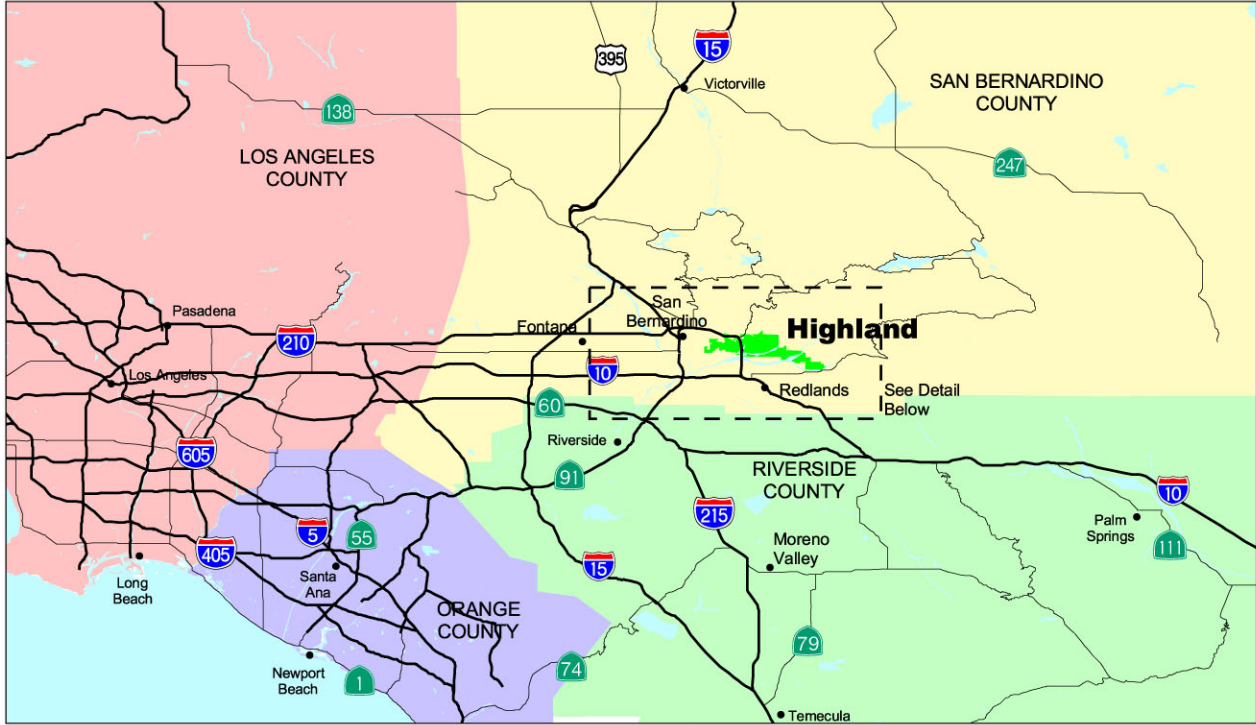 15
395
Victorville
SAN BERNARDINO
COUNTY
138
LOS ANGELES
COUNTY
247
San
Bernardino
Pasadena
Fontana
Highland
210
10
Los Angeles
Redlands
See Detail
Below
60
Riverside
605
91
RIVERSIDE
COUNTY
10
215
5
55
Palm
Springs
111
405
Moreno
Valley
15
Long
Beach
Santa
Ana
ORANGE
COUNTY
79
74
Newport
Beach
1
Temecula